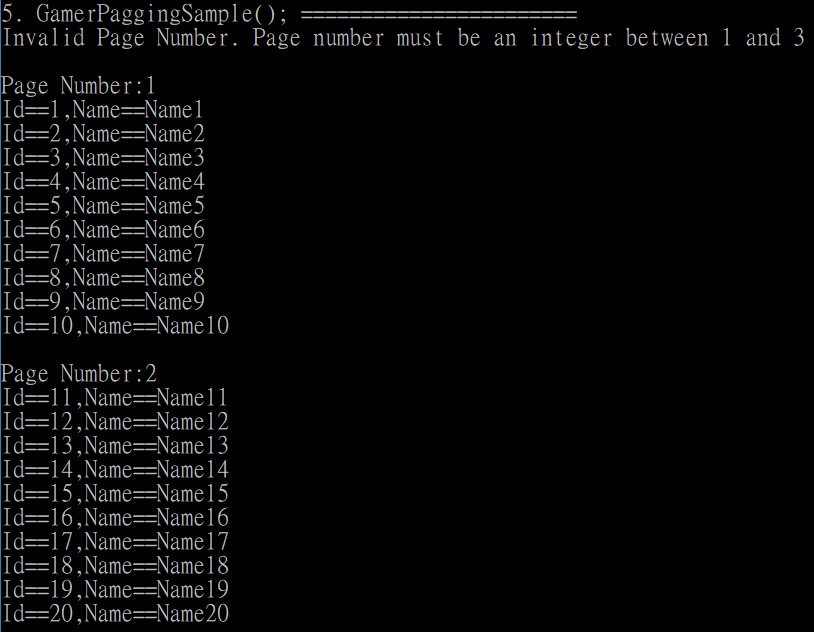 5. GamerPaggingSample(); =======================
Invalid Page Number. Page number must be an integer between 1 and 3
Page Number:1
Id==1,Name==Name1
Id==2,Name==Name2
Id==3,Name==Name3
Id==4,Name==Name4
Id==5,Name==Name5
Id==6,Name==Name6
Id==7,Name==Name7
Id==8,Name==Name8
Id==9,Name==Name9
Id==10,Name==Name10
Page Number:2
Id==11,Name==Name11
Id==12,Name==Name12
Id==13,Name==Name13
Id==14,Name==Name14
Id==15,Name==Name15
Id==16,Name==Name16
Id==17,Name==Name17
Id==18,Name==Name18
Id==19,Name==Name19
Id==20,Name==Name20